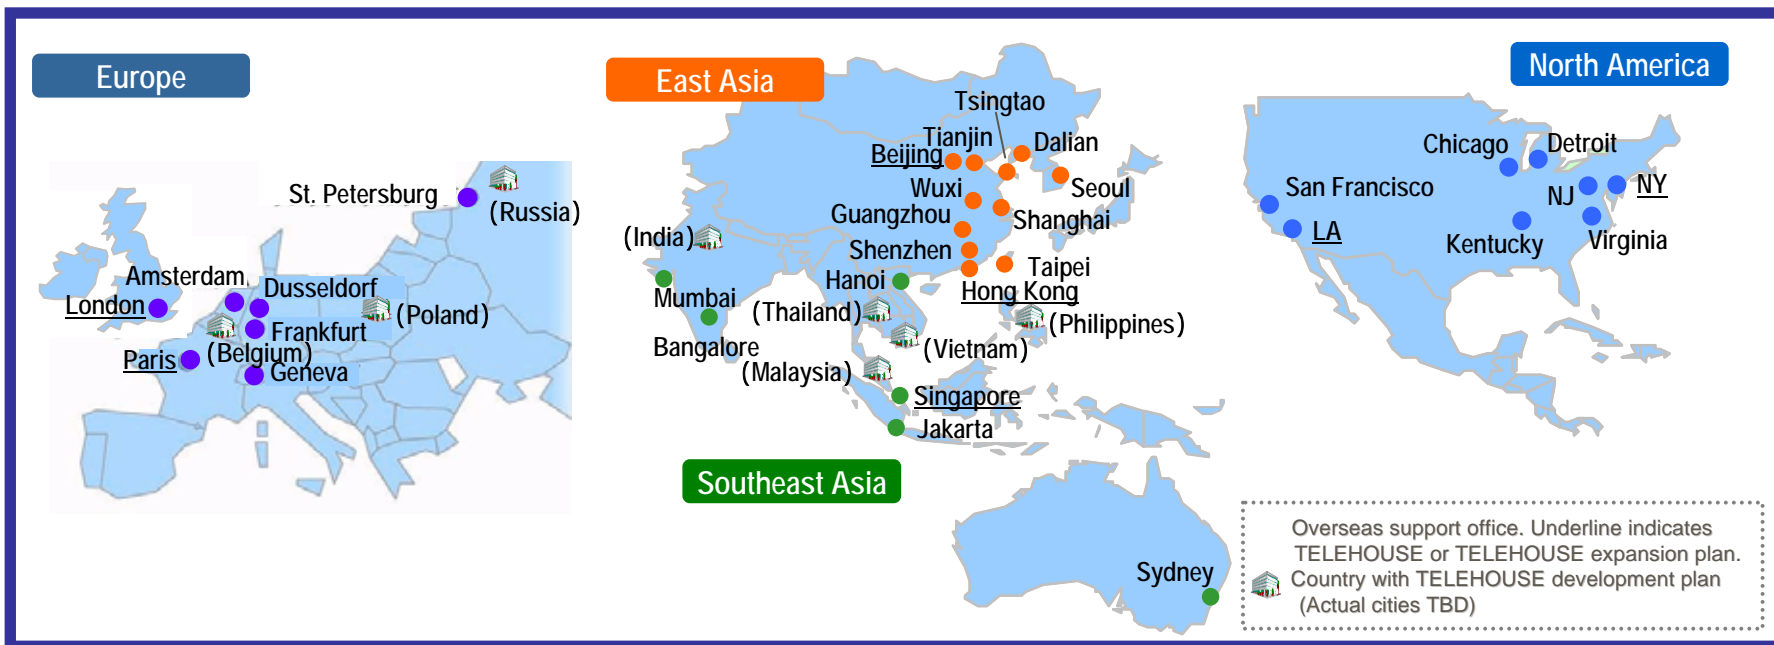 Europe
St. Petersburg
(Russia)
Amsterdam
Dusseldorf
London
(Poland)
Frankfurt
(Belgium)
Paris
Geneva
East Asia
Tsingtao
Tianjin
Dalian
Beijing
Wuxi
Seoul
Guangzhou
Shanghai
(India)
Shenzhen
Taipei
Hanoi
Hong Kong
Mumbai
(Thailand)
(Philippines)
Bangalore
(Vietnam)
(Malaysia)
Singapore
Jakarta
Southeast Asia
Sydney
North America
Chicago
Detroit
San Francisco
NJ
NY
LA
Kentucky
Virginia
Overseas support office. Underline indicates
TELEHOUSE or TELEHOUSE expansion plan.
Country with TELEHOUSE development plan
(Actual cities TBD)